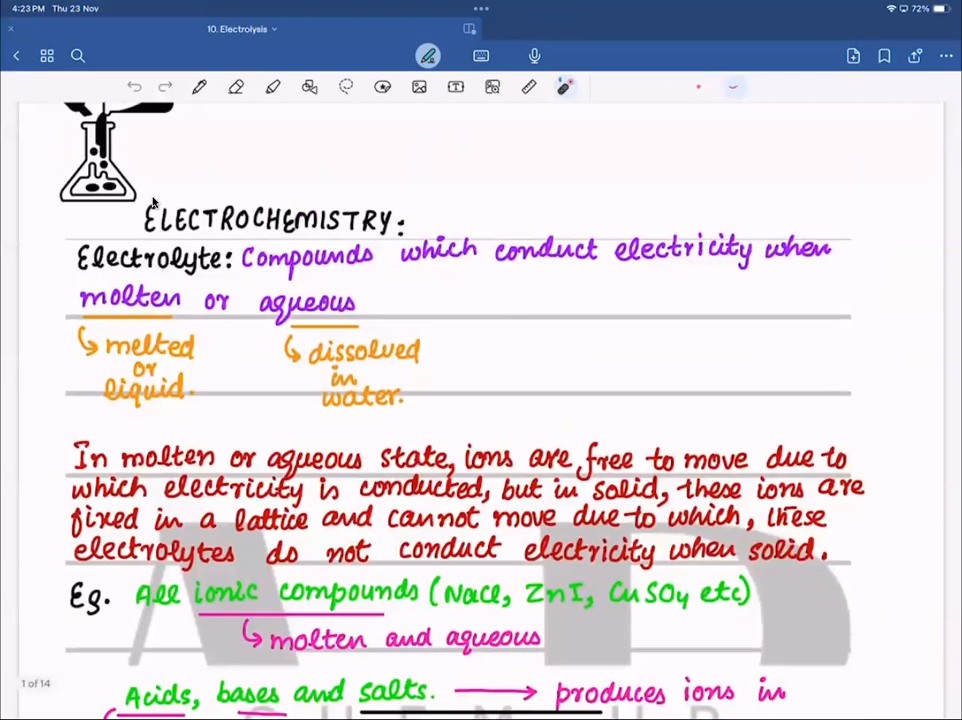 4:23 PM Thu 23 Nov
72%
10. Electrolysis
ELECTROCHEMISTRY:
Electrolyte: Compounds which conduct electricity when
molten or aqueous
melted
or
liquid.
dissolved
in
water.
In molten or aqueous state, ions are free to move due to
which electricity is conducted, but in solid, these ions are
fixed in a lattice and cannot move due to which, these
electrolytes do not conduct electricity when solid.
Eg. All ionic compounds (NaCl, ZnI, CuSO4 etc)
molten and aqueous
1 of 14
Acids, bases and salts. → produces ions in